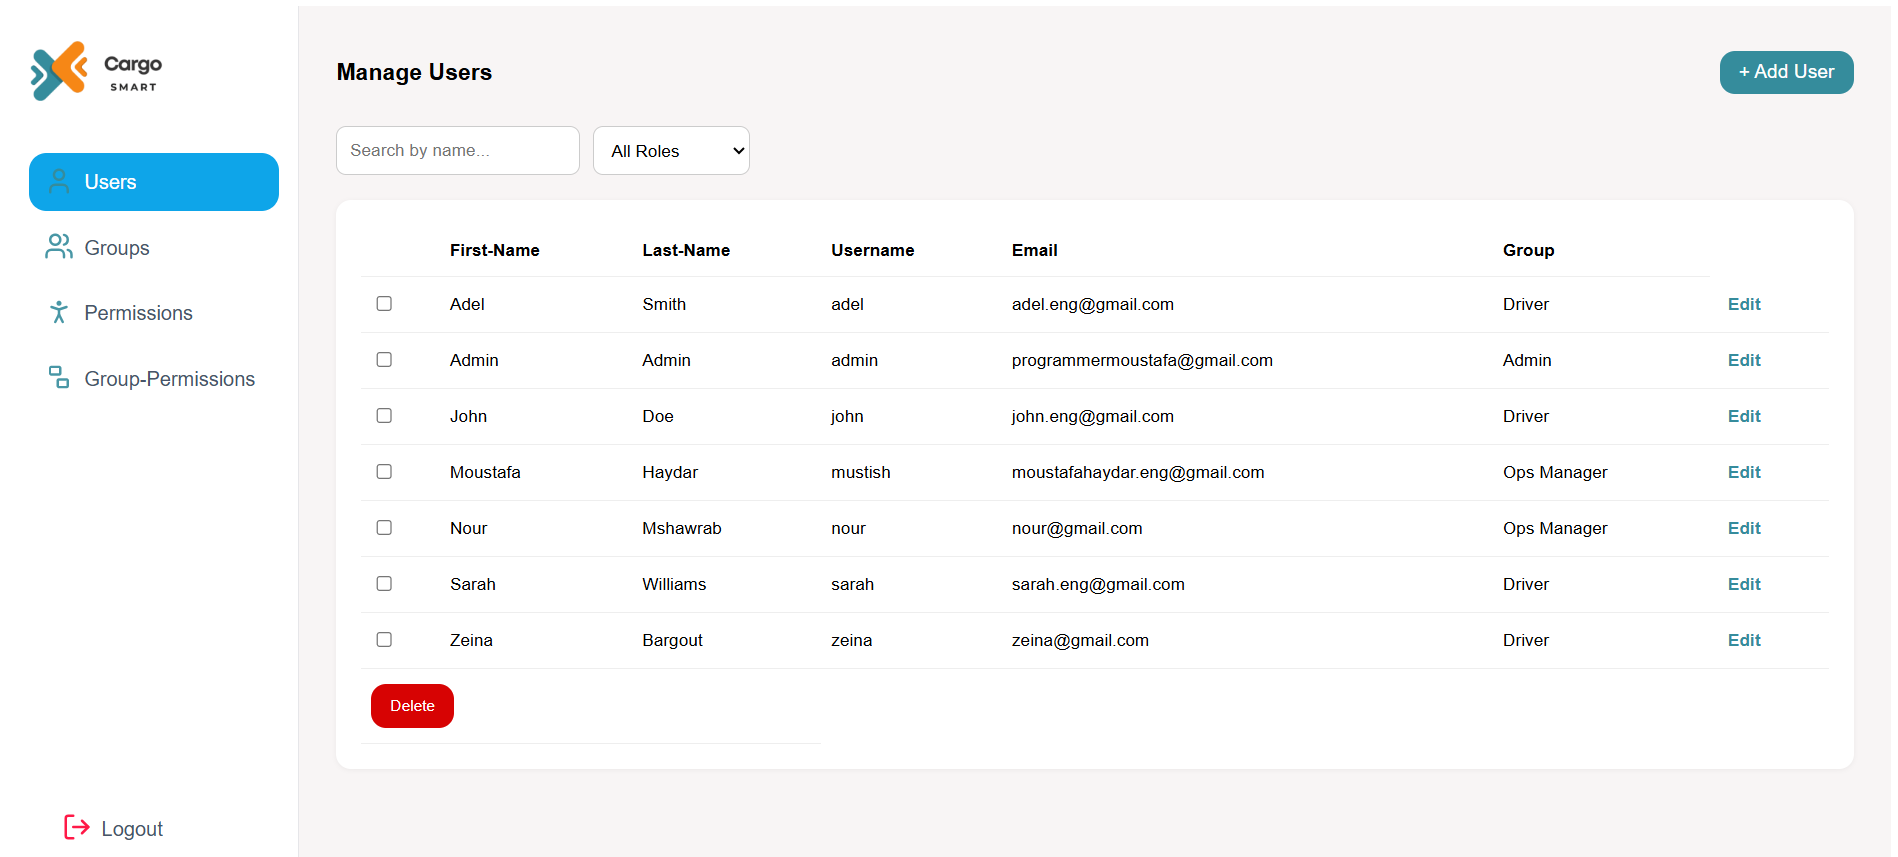 Cargo
SMART
Users
Groups
Permissions
Group-Permissions
Logout
Manage Users
+ Add User
Search by name...
All Roles
First-Name Last-Name Username Email Group
Adel Smith adel adel.eng@gmail.com Driver Edit
Admin Admin admin programmermoustafa@gmail.com Admin Edit
John Doe john john.eng@gmail.com Driver Edit
Moustafa Haydar mustish moustafahaydar.eng@gmail.com Ops Manager Edit
Nour Mshawrab nour nour@gmail.com Ops Manager Edit
Sarah Williams sarah sarah.eng@gmail.com Driver Edit
Zeina Bargout zeina zeina@gmail.com Driver Edit
Delete